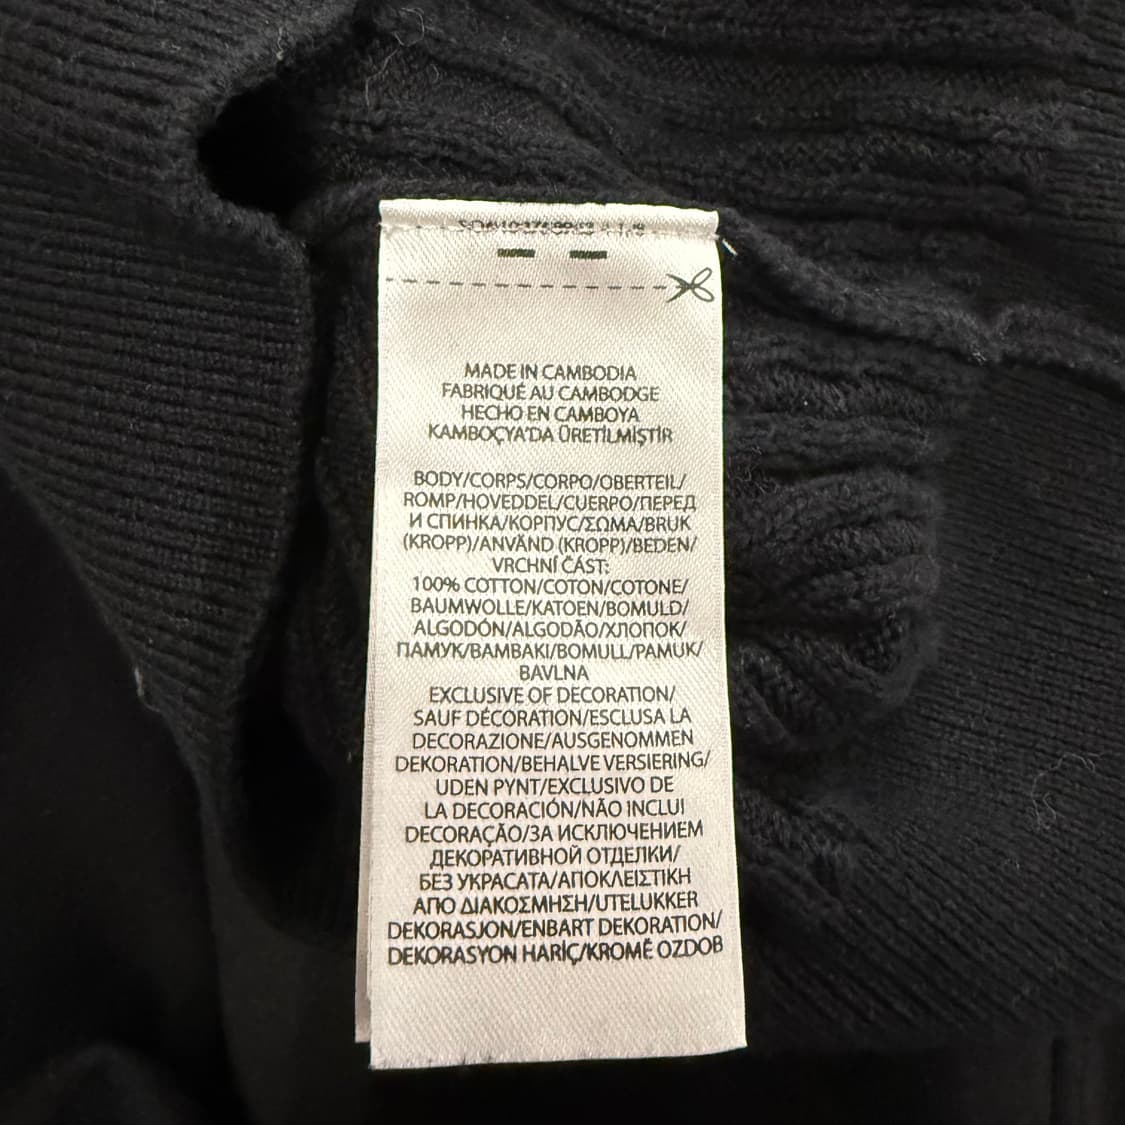 MADE IN CAMBODIA
FABRIQUÉ AU CAMBODGE
HECHO EN CAMBOYA
KAMBOÇYA'DA ÜRETİLMİŞTİR
BODY/CORPS/CORPO/OBERTEIL/
ROMP/HOVEDDEL/CUERPO/ПЕРЕД
И СПИНКА/КОРПУС/ΣΩΜΑ/BRUK
(KROPP)/ANVÄND (KROPP)/BEDEN/
VRCHNÍ ČÁST:
100% COTTON/COTON/COTONE/
BAUMWOLLE/KATOEN/BOMULD/
ALGODÓN/ALGODÃO/ХЛОПОК/
ПАМУК/BAMBAKI/BOMULL/PAMUK/
BAVLNA
EXCLUSIVE OF DECORATION/
SAUF DÉCORATION/ESCLUSA LA
DECORAZIONE/AUSGENOMMEN
DEKORATION/BEHALVE VERSIERING/
UDEN PYNT/EXCLUSIVO DE
LA DECORACIÓN/NÃO INCLUI
DECORAÇÃO/ЗА ИСКЛЮЧЕНИЕМ
ДЕКОРАТИВНОЙ ОТДЕЛКИ/
БЕЗ УКРАСАТА/ΑΠΟΚΛΕΙΣΤΙΚΗ
ΑΠΟ ΔΙΑΚΟΣΜΗΣΗ/UTELUKKER
DEKORASJON/ENBART DEKORATION/
DEKORASYON HARİÇ/KROMĚ OZDOB